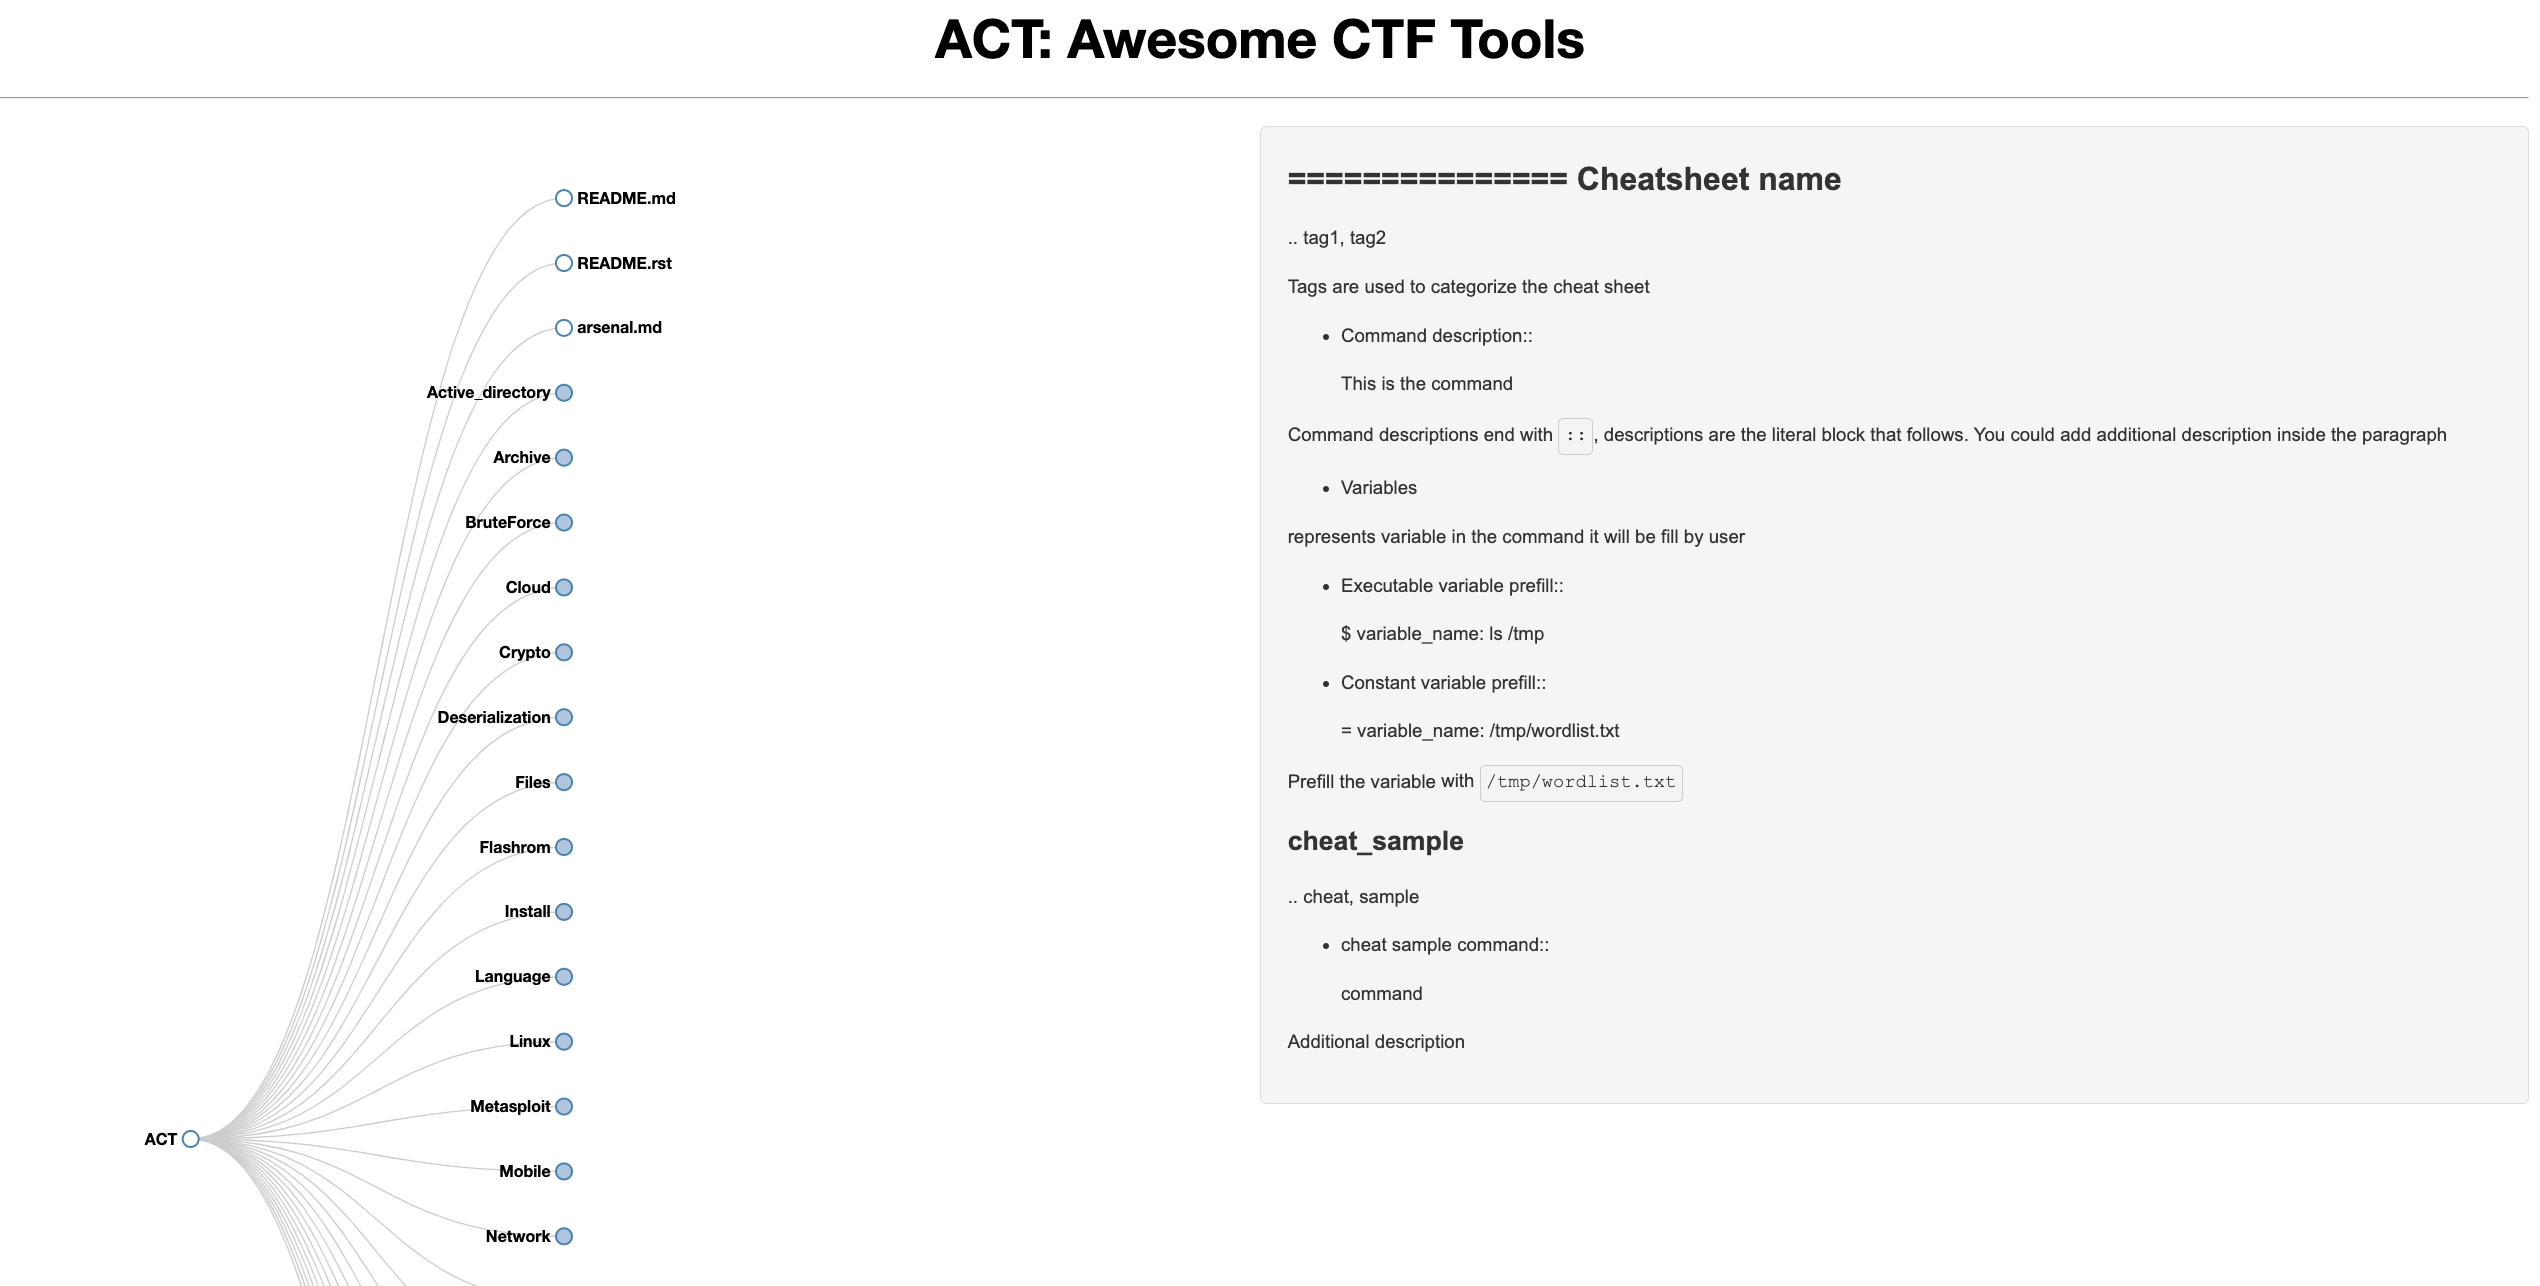 ACT: Awesome CTF Tools
README.md
README.rst
arsenal.md
Active_directory
Archive
BruteForce
Cloud
Crypto
Deserialization
Files
Flashrom
Install
Language
Linux
Metasploit
ACT
Mobile
Network
=============== Cheatsheet name
.. tag1, tag2
Tags are used to categorize the cheat sheet
• Command description::
This is the command
Command descriptions end with ::, descriptions are the literal block that follows. You could add additional description inside the paragraph
• Variables
represents variable in the command it will be fill by user
• Executable variable prefill::
$ variable_name: ls /tmp
• Constant variable prefill::
= variable_name: /tmp/wordlist.txt
Prefill the variable with /tmp/wordlist.txt
cheat_sample
.. cheat, sample
• cheat sample command::
command
Additional description